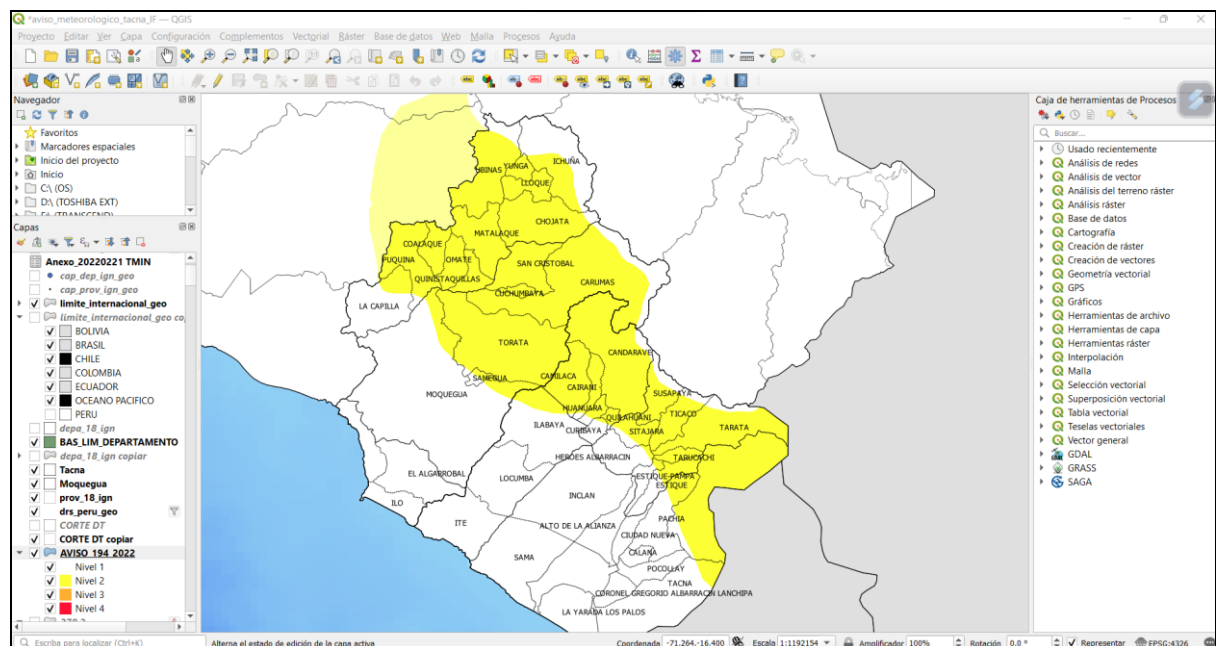 *aviso_meteorologico_tacna_IF — QGIS
Proyecto Editar Ver Capa Configuración Complementos Vectorial Ráster Base de datos Web Malla Procesos Ayuda
Navegador
Favoritos
Marcadores espaciales
Inicio del proyecto
Inicio
C:\ (OS)
D:\ (TOSHIBA EXT)
E:\ (TRANSCEND)
Capas
Anexo_20220221 TMIN
cap_dep_ign_geo
cap_prov_ign_geo
limite_internacional_geo
limite_internacional_geo co
BOLIVIA
BRASIL
CHILE
COLOMBIA
ECUADOR
OCEANO PACIFICO
PERU
depa_18_ign
BAS_LIM_DEPARTAMENTO
depa_18_ign copiar
Tacna
Moquegua
prov_18_ign
drs_peru_geo
CORTE DT
CORTE DT copiar
AVISO_194_2022
Nivel 1
Nivel 2
Nivel 3
Nivel 4
UBINAS
YUNGA
ICHUÑA
LLOQUE
CHOJATA
MATALAQUE
COALAQUE
PUQUINA
OMATE
SAN CRISTOBAL
QUINISTAQUILLAS
CARUMAS
CUCHUMBAYA
LA CAPILLA
TORATA
CANDARAVE
SAMEGUA
CAMILACA
CAIRANI
MOQUEGUA
SUSAPAYA
HUANUARA
TICACO
QUILAHUANI
ILABAYA
CURIBAYA
SITAJARA
TARATA
HEROES ALBARRACIN
TARUCACHI
EL ALGARROBAL
LOCUMBA
ESTIQUE-PAMPA
ESTIQUE
INCLAN
ILO
ITE
ALTO DE LA ALIANZA
PACHIA
CIUDAD NUEVA
SAMA
CALANA
POCOLLAY
TACNA
CORONEL GREGORIO ALBARRACIN LANCHIPA
LA YARADA LOS PALOS
Caja de herramientas de Procesos
Buscar...
Usado recientemente
Análisis de redes
Análisis de vector
Análisis del terreno ráster
Análisis ráster
Base de datos
Cartografía
Creación de ráster
Creación de vectores
Geometría vectorial
GPS
Gráficos
Herramientas de archivo
Herramientas de capa
Herramientas ráster
Interpolación
Malla
Selección vectorial
Superposición vectorial
Tabla vectorial
Teselas vectoriales
Vector general
GDAL
GRASS
SAGA
Escriba para localizar (Ctrl+K)
Alterna el estado de edición de la capa activa
Coordenada -71.264,-16.400 Escala 1:1192154 Amplificador 100% Rotación 0.0 ° Representar EPSG:4326